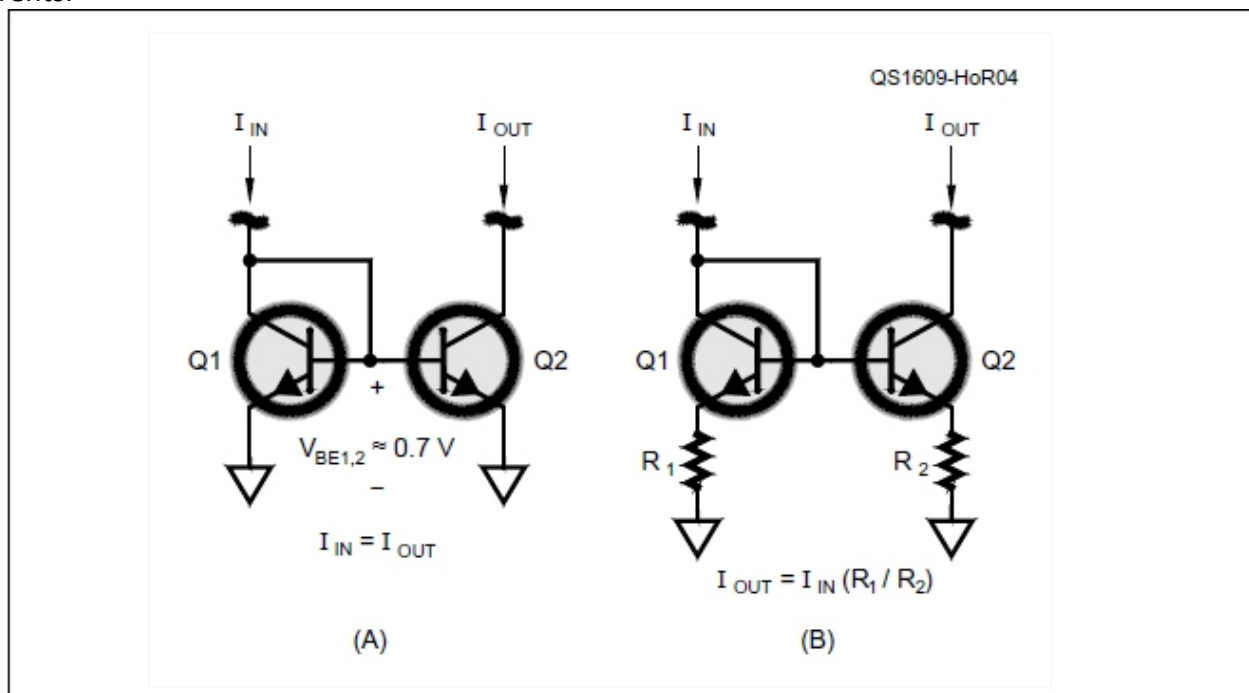 QS1609-HoR04
I IN
I OUT
I IN
I OUT
Q1
Q2
Q1
Q2
+
V BE1,2 ≈ 0.7 V
–
R 1
R 2
I IN = I OUT
I OUT = I IN (R1 / R2)
(A)
(B)